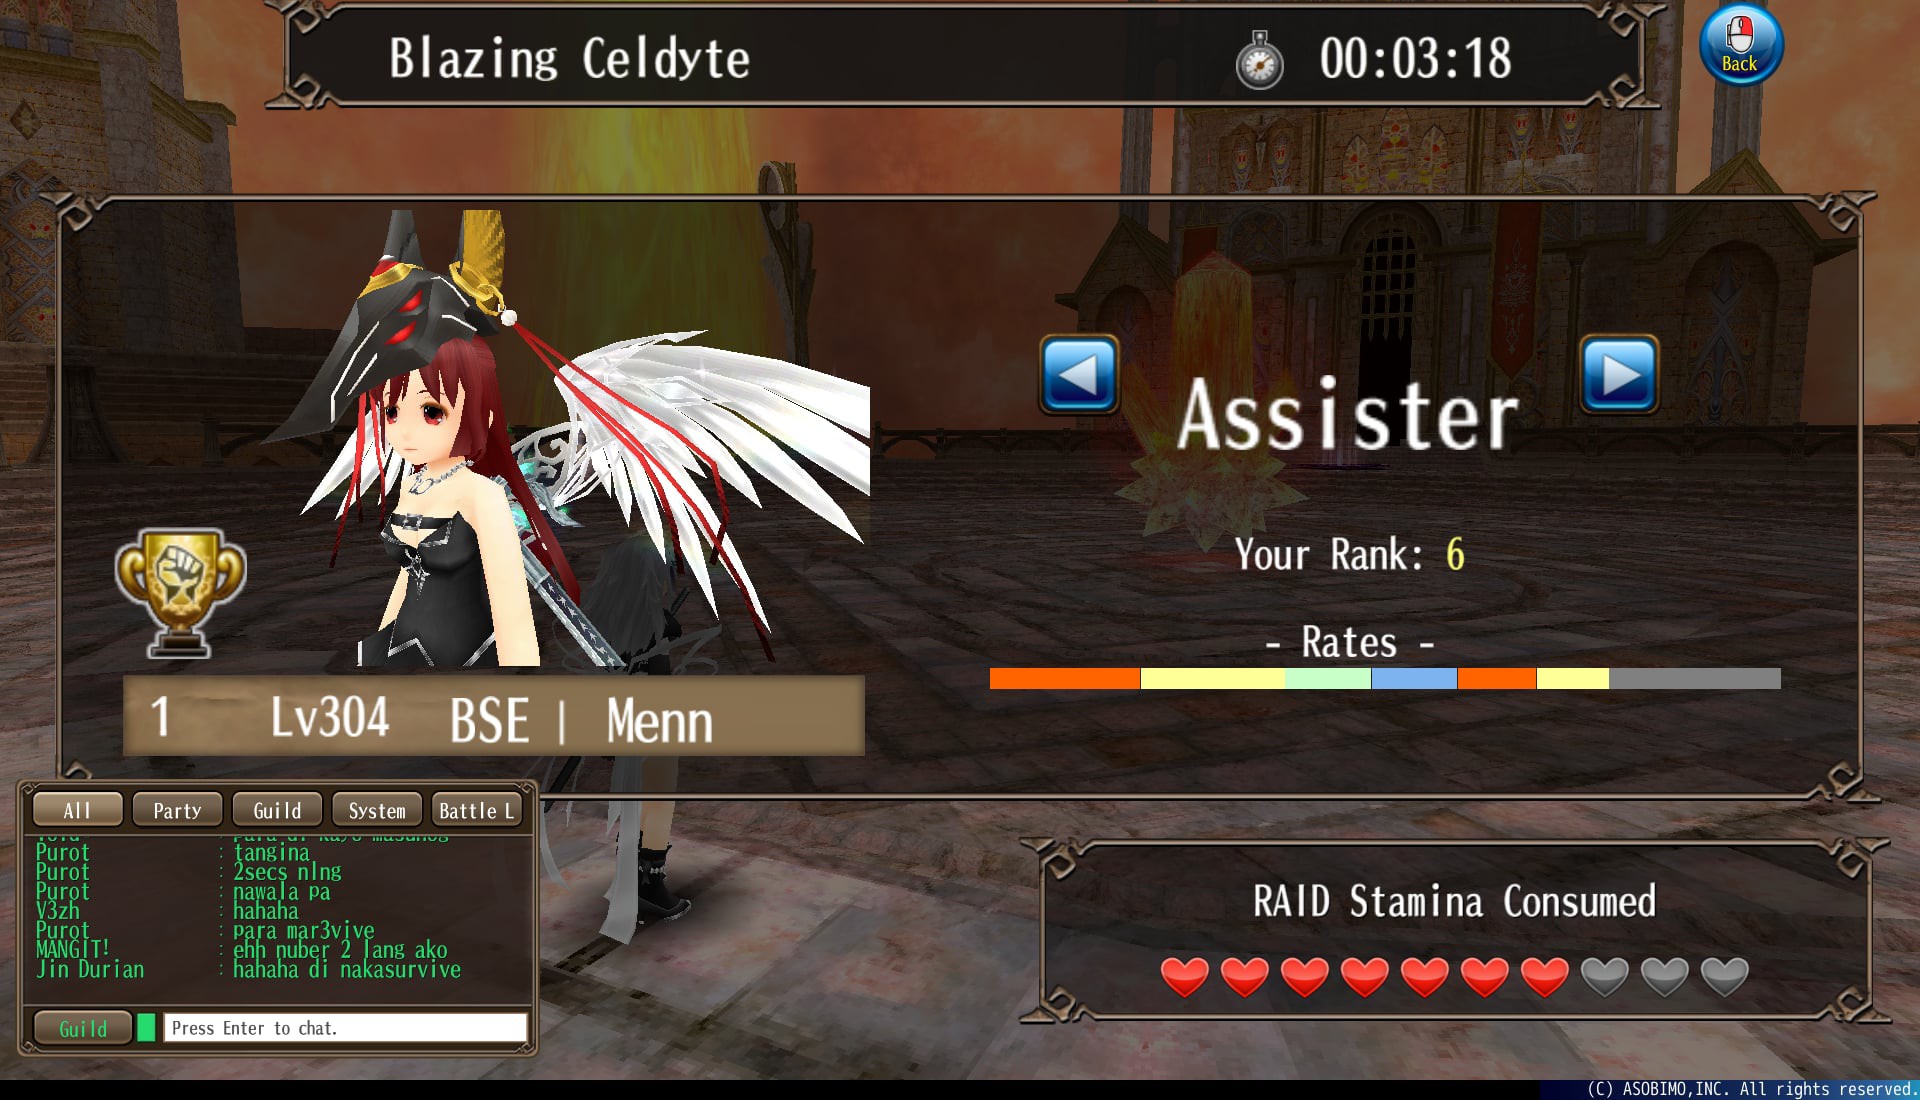 Blazing Celdyte
00:03:18
Back
Assister
Your Rank: 6
- Rates -
1 Lv304 BSE | Menn
All Party Guild System Battle L
Purot : tangina
Purot : 2secs nlng
Purot : nawala pa
V3zh : hahaha
Purot : para mar3vive
MANGIT! : ehh nuber 2 lang ako
Jin Durian : hahaha di nakasurvive
Guild Press Enter to chat.
RAID Stamina Consumed
(C) ASOBIMO,INC. All rights reserved.